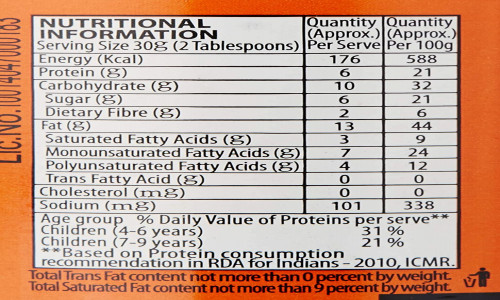 LIC.NO.10014047000183
NUTRITIONAL INFORMATION Quantity (Approx.) Per Serve Quantity (Approx.) Per 100g
Serving Size 30g (2 Tablespoons)
Energy (Kcal) 176 588
Protein (g) 6 21
Carbohydrate (g) 10 32
Sugar (g) 6 21
Dietary Fibre (g) 2 6
Fat (g) 13 44
Saturated Fatty Acids (g) 3 9
Monounsaturated Fatty Acids (g) 7 24
Polyunsaturated Fatty Acids (g) 4 12
Trans Fatty Acid (g) 0 0
Cholesterol (mg) 0 0
Sodium (mg) 101 338
Age group % Daily Value of Proteins per serve**
Children (4-6 years) 31 %
Children (7-9 years) 21 %
**Based on Protein consumption
recommendation in RDA for Indians - 2010, ICMR.
Total Trans Fat content not more than 0 percent by weight.
Total Saturated Fat content not more than 9 percent by weight.